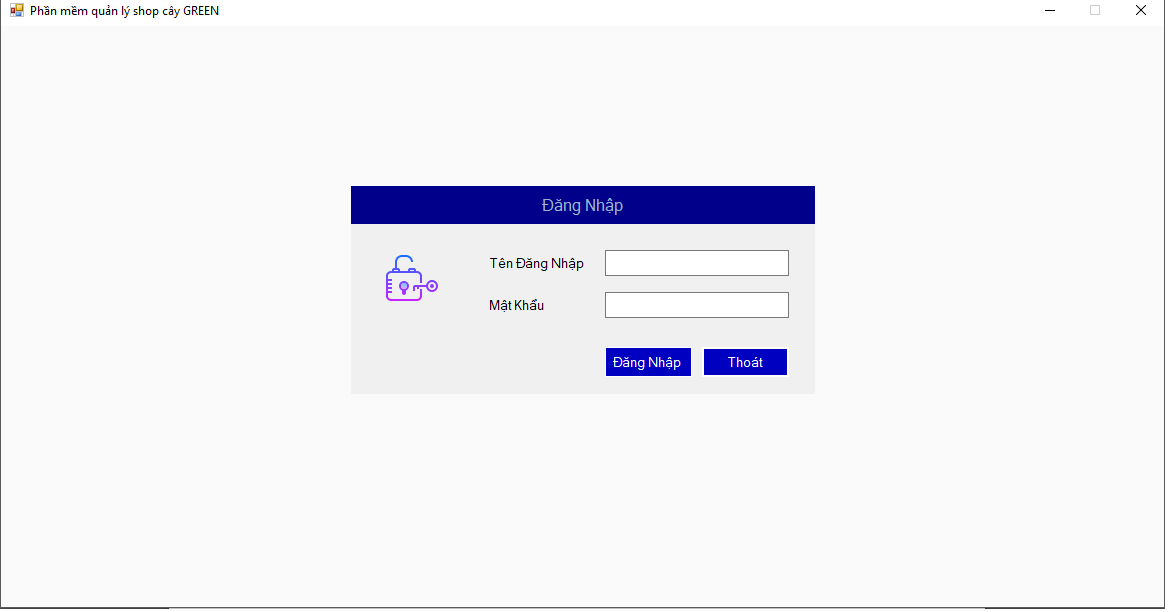 Phần mềm quản lý shop cây GREEN
Đăng Nhập
Tên Đăng Nhập
Mật Khẩu
Đăng Nhập
Thoát